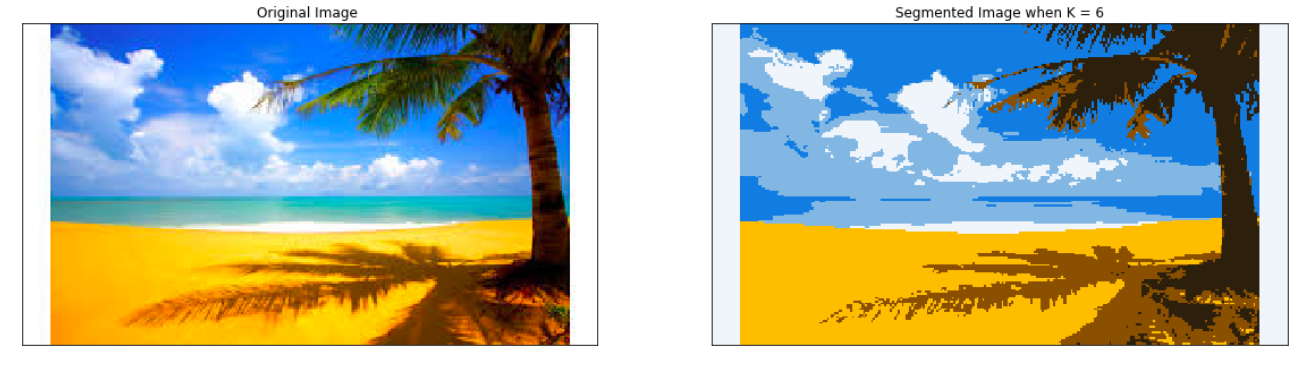 Original Image
Segmented Image when K = 6